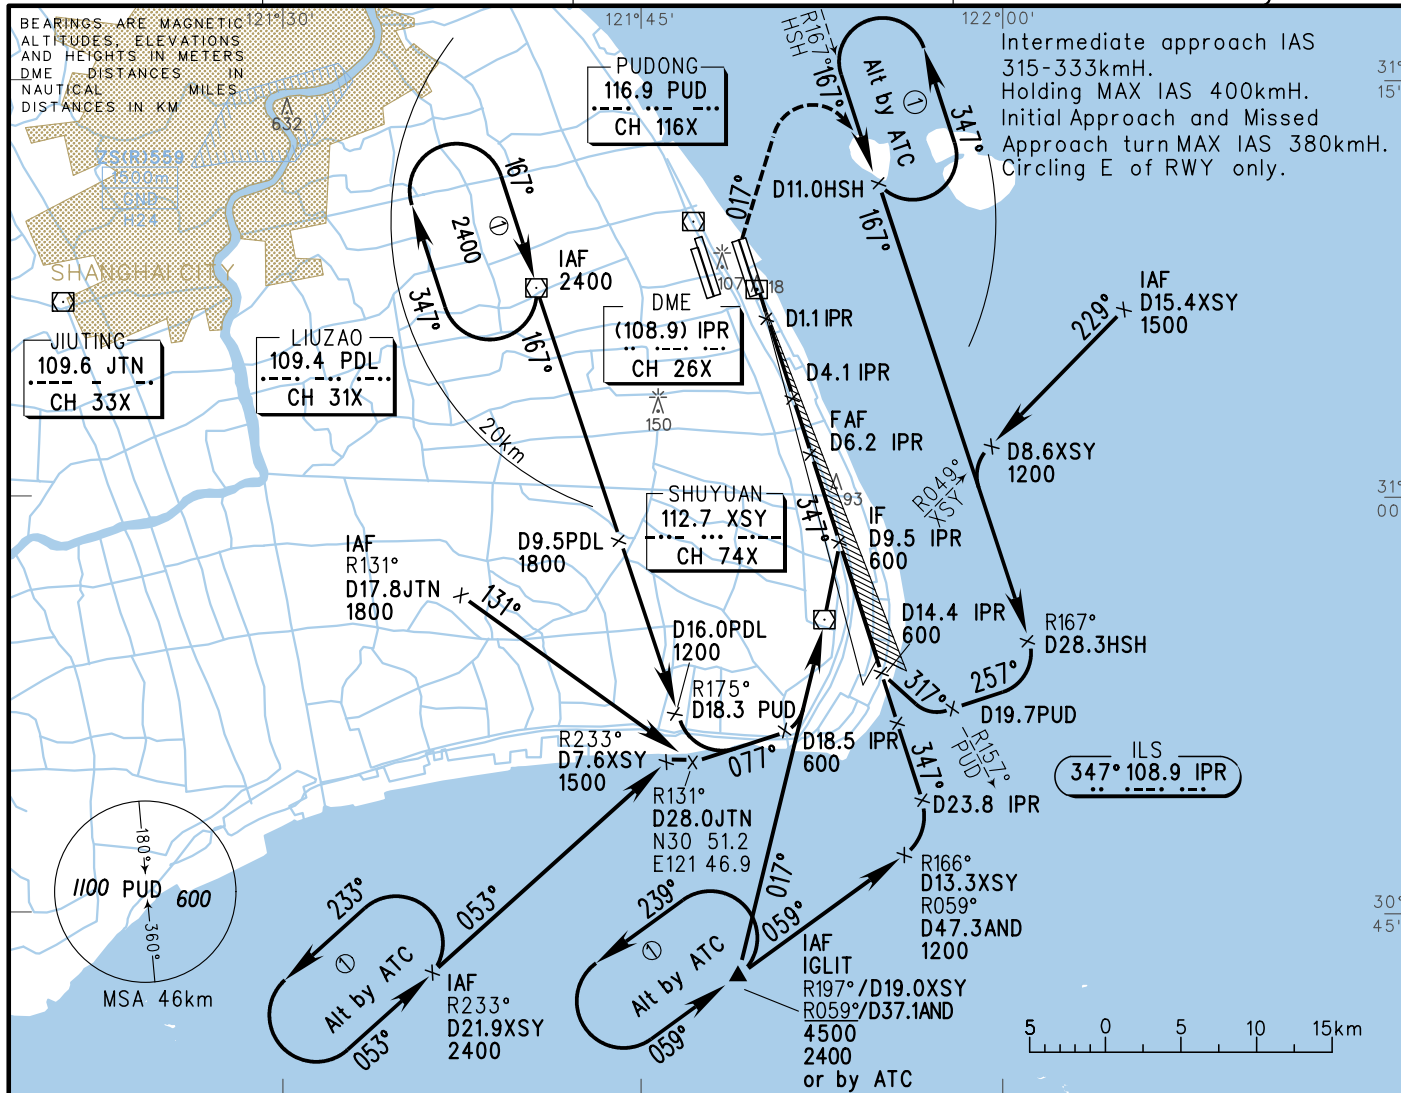 BEARINGS ARE MAGNETIC
ALTITUDES, ELEVATIONS
AND HEIGHTS IN METERS
DME DISTANCES IN
NAUTICAL MILES
DISTANCES IN KM
121°30'
121°45'
122°00'
Intermediate approach IAS
315-333kmH.
Holding MAX IAS 400kmH.
Initial Approach and Missed
Approach turn MAX IAS 380kmH.
Circling E of RWY only.
31°
15'
632
ZS(R)559
1500m
GND
H24
SHANGHAI CITY
PUDONG
116.9 PUD
CH 116X
R167°
HSH
167°
Alt by ATC
①
347°
017°
D11.0HSH
167°
167°
①
2400
347°
IAF
2400
167°
107
18
JIUTING
109.6 JTN
CH 33X
LIUZAO
109.4 PDL
CH 31X
DME
(108.9) IPR
CH 26X
D1.1 IPR
D4.1 IPR
IAF
D15.4XSY
1500
229°
150
20km
FAF
D6.2 IPR
D8.6XSY
1200
R049°
XSY
31°
00'
SHUYUAN
112.7 XSY
CH 74X
93
347°
IF
D9.5 IPR
600
D9.5PDL
1800
IAF
R131°
D17.8JTN
1800
131°
D14.4 IPR
600
R167°
D28.3HSH
D16.0PDL
1200
R175°
D18.3 PUD
317°
257°
D19.7PUD
R157°
PUD
R233°
D7.6XSY
1500
077°
D18.5 IPR
600
347°
ILS
347° 108.9 IPR
R131°
D28.0JTN
N30 51.2
E121 46.9
D23.8 IPR
180°
1100 PUD 600
360°
MSA 46km
R166°
D13.3XSY
R059°
D47.3AND
1200
30°
45'
233°
①
Alt by ATC
053°
053°
IAF
R233°
D21.9XSY
2400
239°
①
Alt by ATC
059°
017°
059°
IAF
IGLIT
R197°/D19.0XSY
R059°/D37.1AND
4500
2400
or by ATC
5 0 5 10 15km